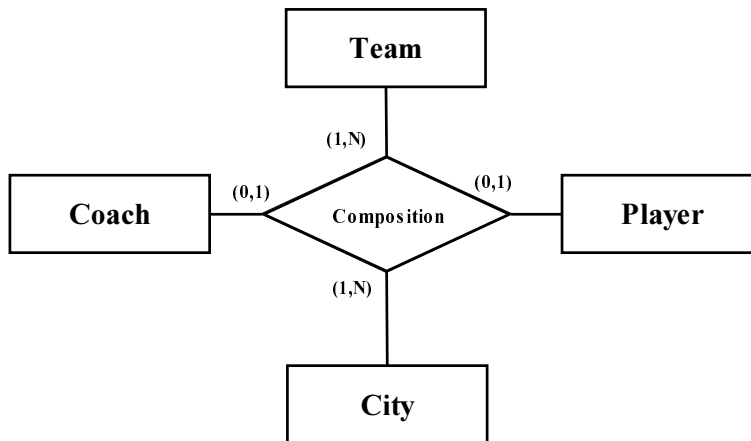 Team
(1,N)
(0,1)
(0,1)
Coach
Composition
Player
(1,N)
City